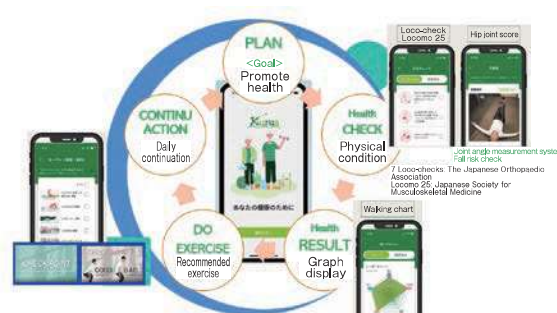 PLAN
<Goal>
Promote
health
Health
CHECK
Physical
condition
Health
RESULT
Graph
display
DO
EXERCISE
Recommended
exercise
CONTINU
ACTION
Daily
continuation
あなたの健康のために
Loco-check
Locomo 25
Hip joint score
Joint angle measurement syste
Fall risk check
7 Loco-checks: The Japanese Orthopaedic
Association
Locomo 25: Japanese Society for
Musculoskeletal Medicine
Walking chart